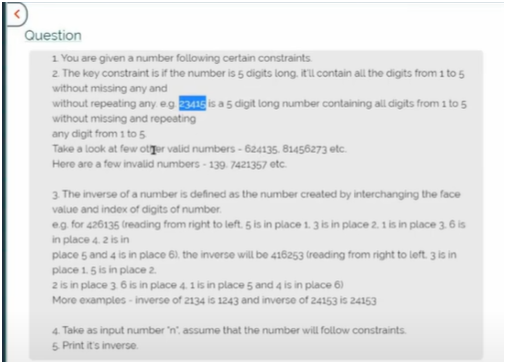 Question
1. You are given a number following certain constraints.
2. The key constraint is if the number is 5 digits long, it'll contain all the digits from 1 to 5
without missing any and
without repeating any. e.g. 23415 is a 5 digit long number containing all digits from 1 to 5
without missing and repeating
any digit from 1 to 5.
Take a look at few other valid numbers - 624135, 81456273 etc.
Here are a few invalid numbers - 139, 7421357 etc.
3. The inverse of a number is defined as the number created by interchanging the face
value and index of digits of number.
e.g. for 426135 (reading from right to left, 5 is in place 1, 3 is in place 2, 1 is in place 3, 6 is
in place 4, 2 is in
place 5 and 4 is in place 6), the inverse will be 416253 (reading from right to left, 3 is in
place 1, 5 is in place 2,
2 is in place 3, 6 is in place 4, 1 is in place 5 and 4 is in place 6)
More examples - inverse of 2134 is 1243 and inverse of 24153 is 24153
4. Take as input number "n", assume that the number will follow constraints.
5. Print it's inverse.